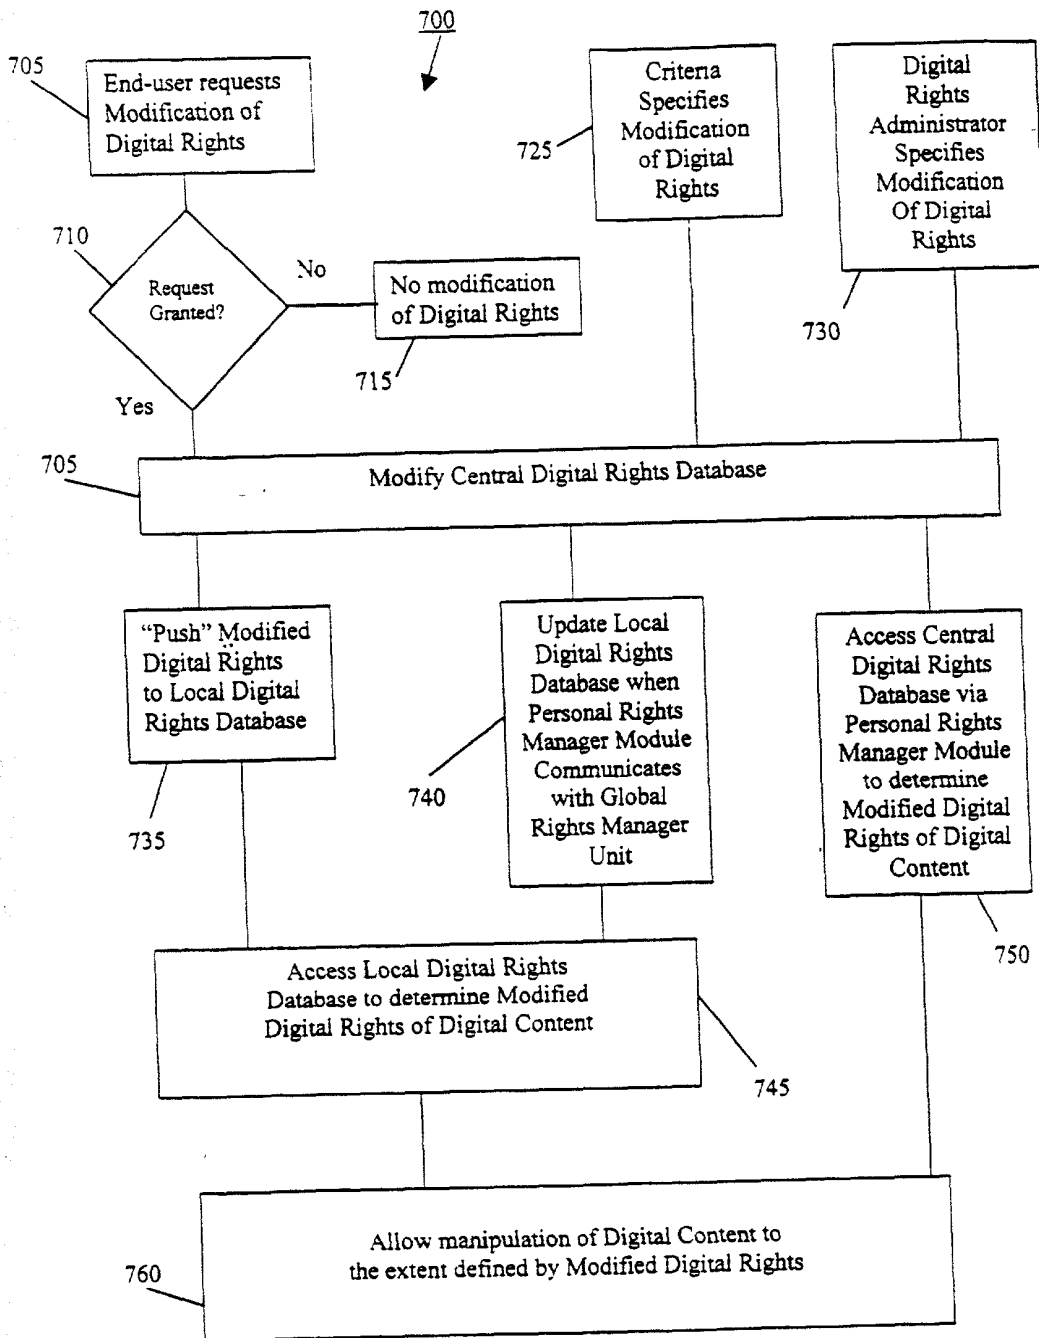 700
705
End-user requests
Modification of
Digital Rights
Criteria
Specifies
Modification
of Digital
Rights
725
Digital
Rights
Administrator
Specifies
Modification
Of Digital
Rights
730
710
Request
Granted?
No
No modification
of Digital Rights
715
Yes
705
Modify Central Digital Rights Database
“Push” Modified
Digital Rights
to Local Digital
Rights Database
735
Update Local
Digital Rights
Database when
Personal Rights
Manager Module
Communicates
with Global
Rights Manager
Unit
740
Access Central
Digital Rights
Database via
Personal Rights
Manager Module
to determine
Modified Digital
Rights of Digital
Content
750
Access Local Digital Rights
Database to determine Modified
Digital Rights of Digital Content
745
Allow manipulation of Digital Content to
the extent defined by Modified Digital Rights
760